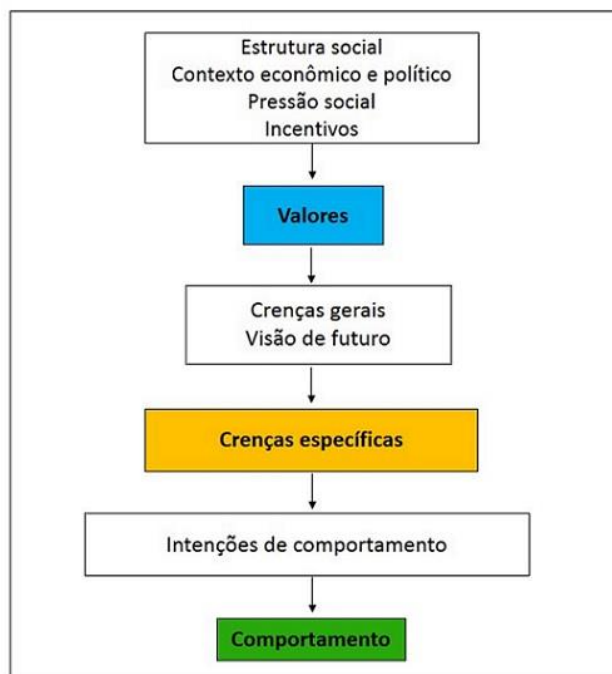 Estrutura social
Contexto econômico e político
Pressão social
Incentivos
Valores
Crenças gerais
Visão de futuro
Crenças específicas
Intenções de comportamento
Comportamento